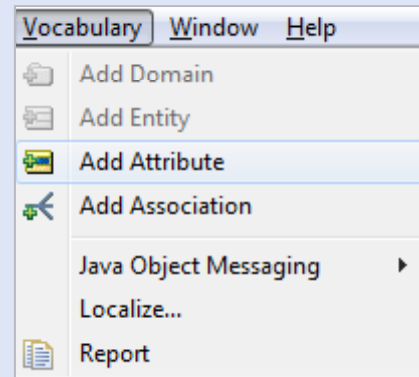 Vocabulary Window Help
Add Domain
Add Entity
Add Attribute
Add Association
Java Object Messaging
Localize...
Report